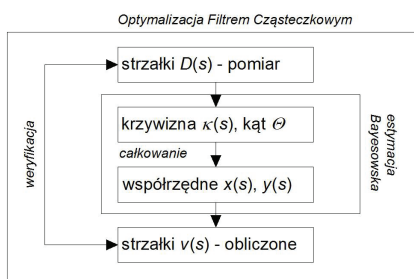 Optymalizacja Filtrem Cząsteczkowym
strzałki D(s) - pomiar
krzywizna κ(s), kąt Θ
całkowanie
współrzędne x(s), y(s)
strzałki v(s) - obliczone
weryfikacja
estymacja
Bayesowska